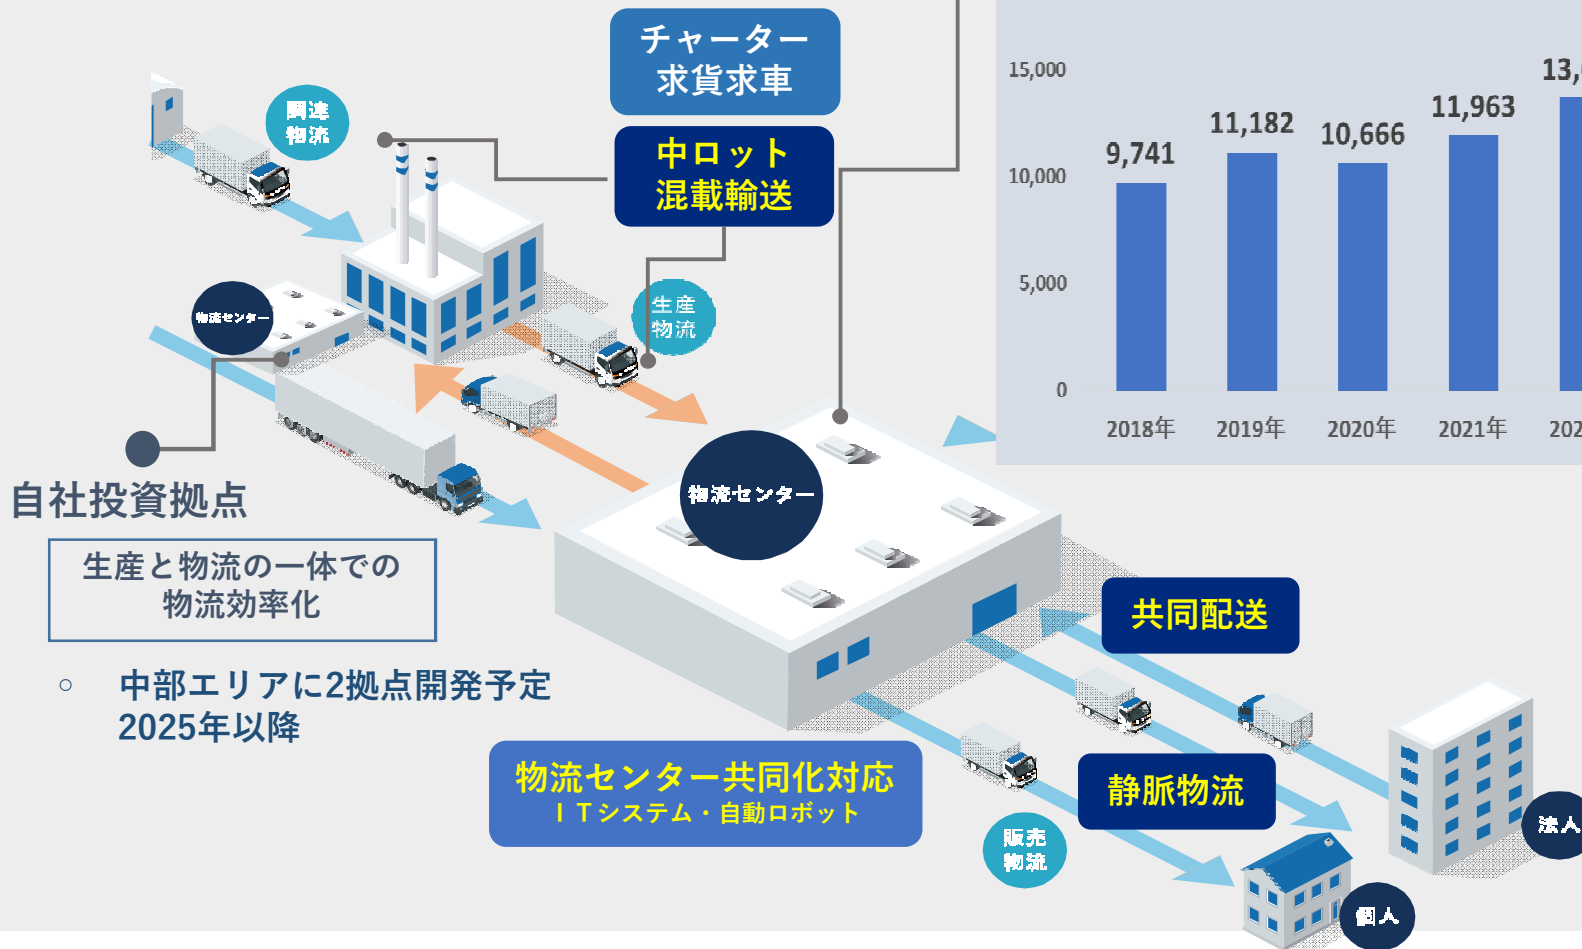 チャーター
求貨求車
中ロット
混載輸送
調達
物流
物流センター
生産
物流
自社投資拠点
生産と物流の一体での
物流効率化
○ 中部エリアに2拠点開発予定
2025年以降
物流センター
物流センター共同化対応
ITシステム・自動ロボット
共同配送
静脈物流
販売
物流
法人
個人
15,000
10,000
5,000
0
9,741
11,182
10,666
11,963
2018年
2019年
2020年
2021年